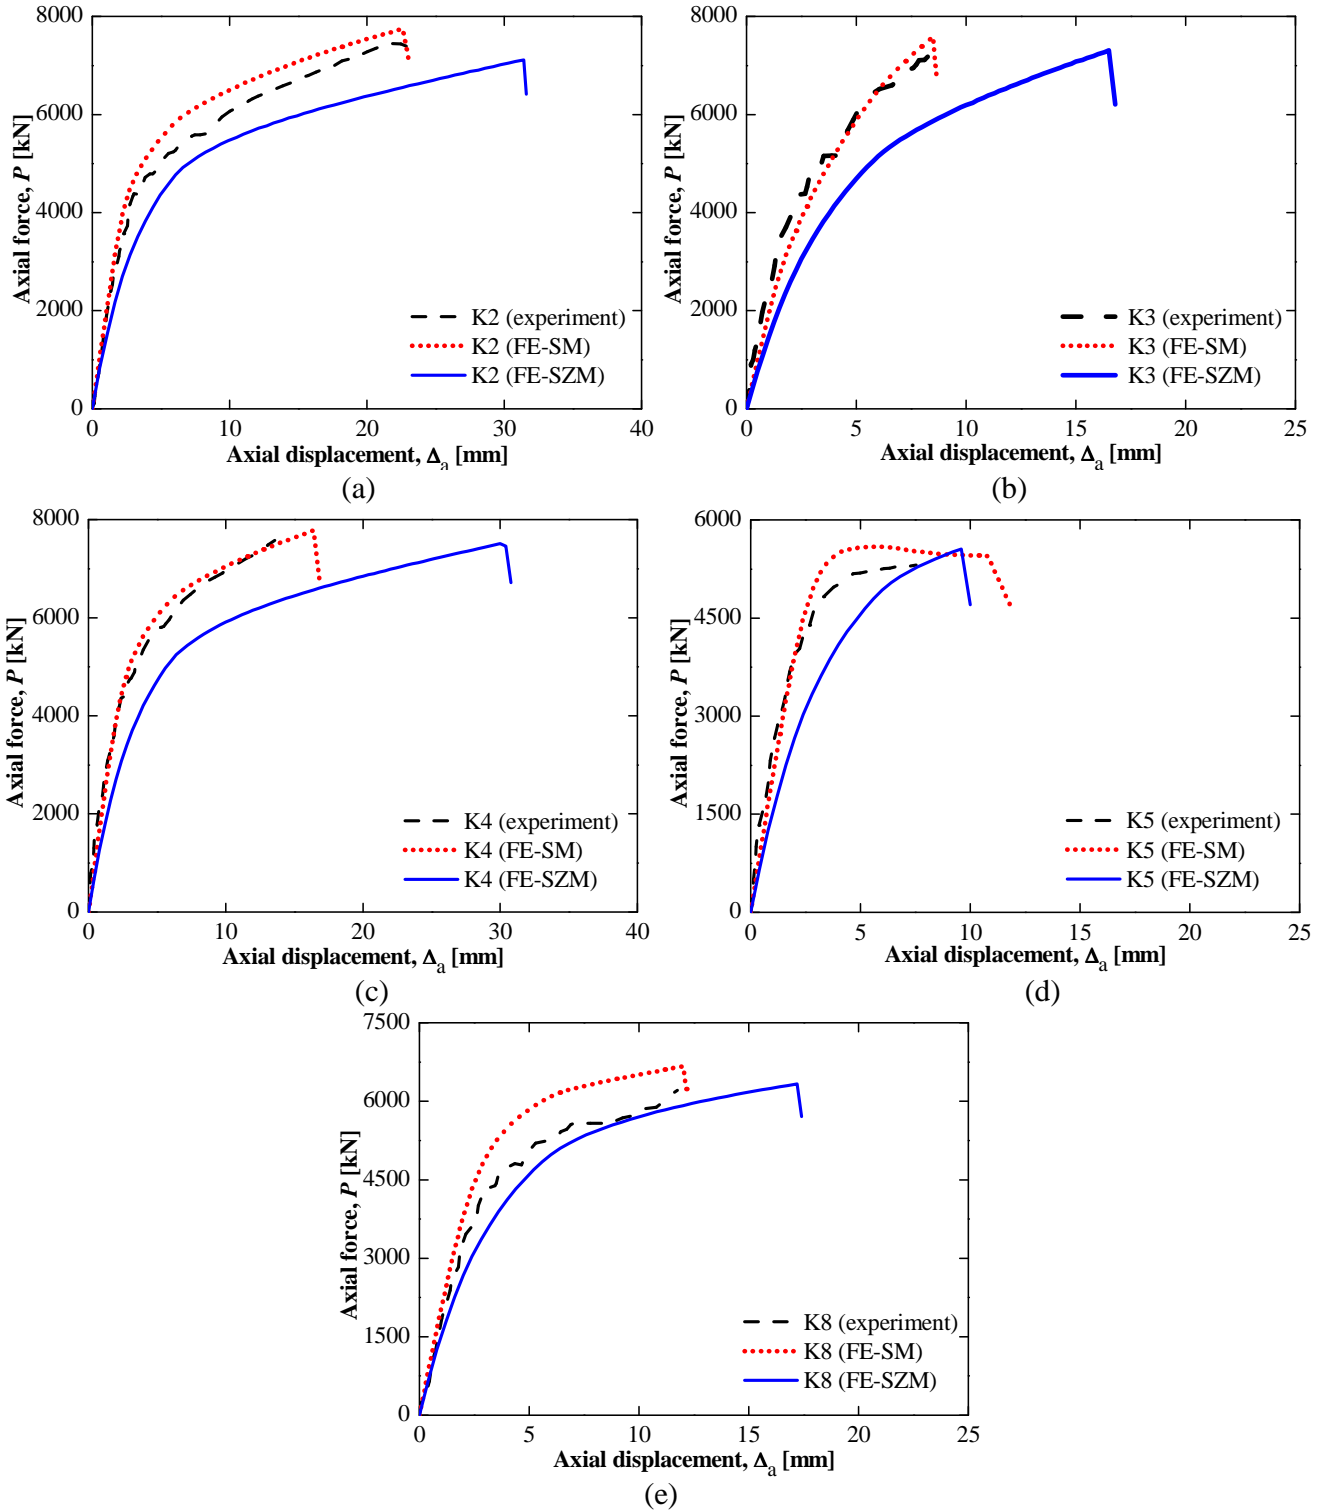 8000
6000
4000
2000
0
Axial force, P [kN]
K2 (experiment)
K2 (FE-SM)
K2 (FE-SZM)
0 10 20 30 40
Axial displacement, Δa [mm]
(a)
8000
6000
4000
2000
0
Axial force, P [kN]
K3 (experiment)
K3 (FE-SM)
K3 (FE-SZM)
0 5 10 15 20 25
Axial displacement, Δa [mm]
(b)
8000
6000
4000
2000
0
Axial force, P [kN]
K4 (experiment)
K4 (FE-SM)
K4 (FE-SZM)
0 10 20 30 40
Axial displacement, Δa [mm]
(c)
6000
4500
3000
1500
0
Axial force, P [kN]
K5 (experiment)
K5 (FE-SM)
K5 (FE-SZM)
0 5 10 15 20 25
Axial displacement, Δa [mm]
(d)
7500
6000
4500
3000
1500
0
Axial force, P [kN]
K8 (experiment)
K8 (FE-SM)
K8 (FE-SZM)
0 5 10 15 20 25
Axial displacement, Δa [mm]
(e)